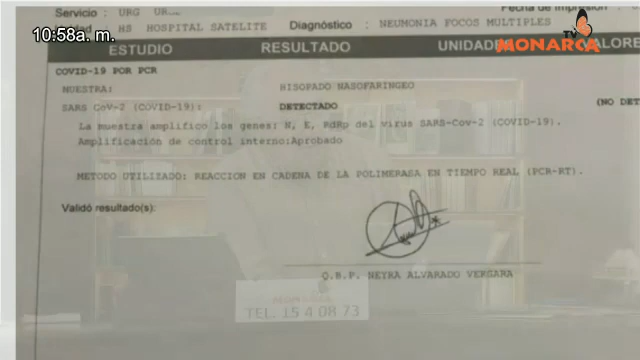 Servicio : URG
Fecha de Impresión
HS HOSPITAL SATELITE Diagnóstico : NEUMONIA FOCOS MULTIPLES
10:58a. m.
TV
MONARCA
ESTUDIO RESULTADO
COVID-19 POR PCR
MUESTRA: HISOPADO NASOFARINGEO
SARS CoV-2 (COVID-19): DETECTADO (NO DET
La muestra amplifico los genes: N, E, RdRp del virus SARS-CoV-2 (COVID-19).
Amplificación de control interno:Aprobado
METODO UTILIZADO: REACCION EN CADENA DE LA POLIMERASA EN TIEMPO REAL (PCR-RT).
Validó resultado(s):
Q.B.P. NEYRA ALVARADO VERGARA
MONARCA
TEL. 15 4 08 73